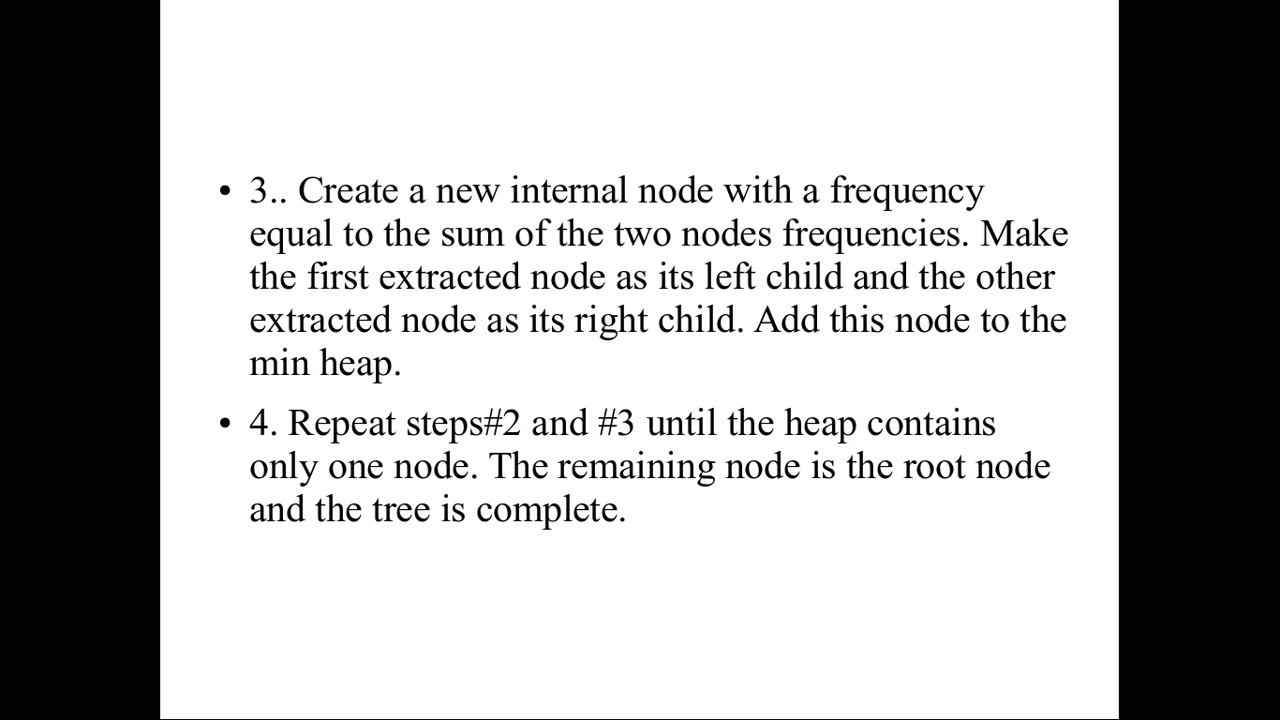 • 3.. Create a new internal node with a frequency
equal to the sum of the two nodes frequencies. Make
the first extracted node as its left child and the other
extracted node as its right child. Add this node to the
min heap.
• 4. Repeat steps#2 and #3 until the heap contains
only one node. The remaining node is the root node
and the tree is complete.